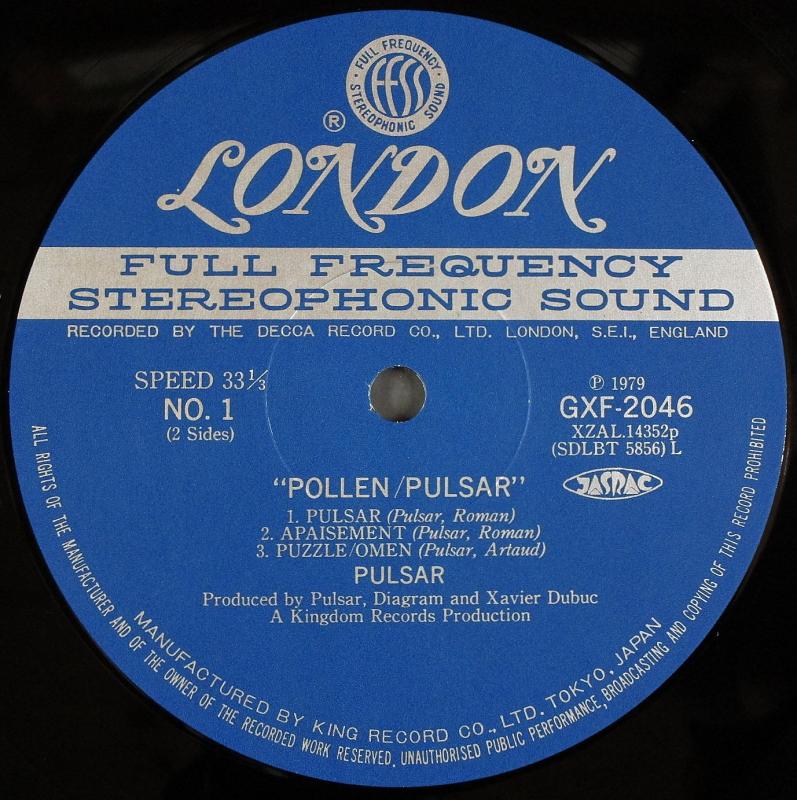 FULL FREQUENCY
ffss
STEREOPHONIC SOUND
®
LONDON
FULL FREQUENCY
STEREOPHONIC SOUND
RECORDED BY THE DECCA RECORD CO., LTD. LONDON, S.E.I., ENGLAND
SPEED 33⅓
NO. 1
(2 Sides)
℗ 1979
GXF-2046
XZAL.14352p
(SDLBT 5856) L
JASRAC
"POLLEN/PULSAR"
1. PULSAR (Pulsar, Roman)
2. APAISEMENT (Pulsar, Roman)
3. PUZZLE/OMEN (Pulsar, Artaud)
PULSAR
Produced by Pulsar, Diagram and Xavier Dubuc
A Kingdom Records Production
MANUFACTURED BY KING RECORD CO., LTD. TOKYO, JAPAN
ALL RIGHTS OF THE MANUFACTURER AND OF THE OWNER OF THE RECORDED WORK RESERVED. UNAUTHORISED PUBLIC PERFORMANCE, BROADCASTING AND COPYING OF THIS RECORD PROHIBITED